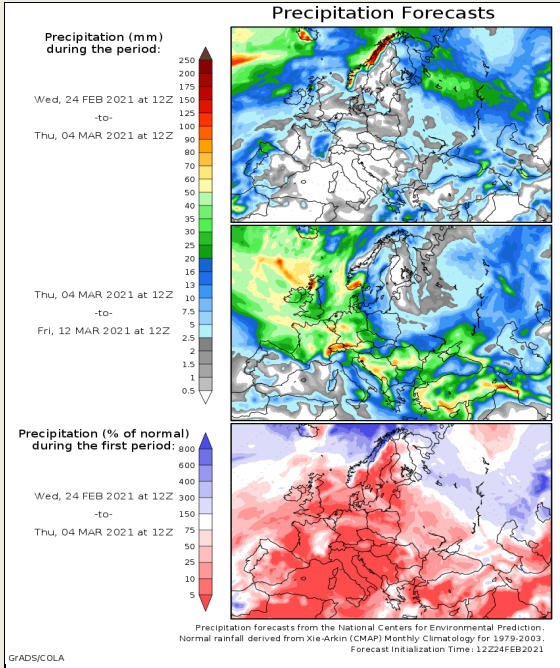 Precipitation Forecasts
Precipitation (mm)
during the period:
250
200
175
150
125
100
90
80
70
60
50
40
35
30
25
20
16
13
10
7.5
5
2.5
2
1.5
1
0.5
Wed, 24 FEB 2021 at 12Z
-to-
Thu, 04 MAR 2021 at 12Z
Thu, 04 MAR 2021 at 12Z
-to-
Fri, 12 MAR 2021 at 12Z
Precipitation (% of normal)
during the first period:
800
600
400
300
150
75
50
25
10
5
Wed, 24 FEB 2021 at 12Z
-to-
Thu, 04 MAR 2021 at 12Z
Precipitation forecasts from the National Centers for Environmental Prediction.
Normal rainfall derived from Xie-Arkin (CMAP) Monthly Climatology for 1979-2003.
Forecast Initialization Time: 12Z24FEB2021
GrADS/COLA